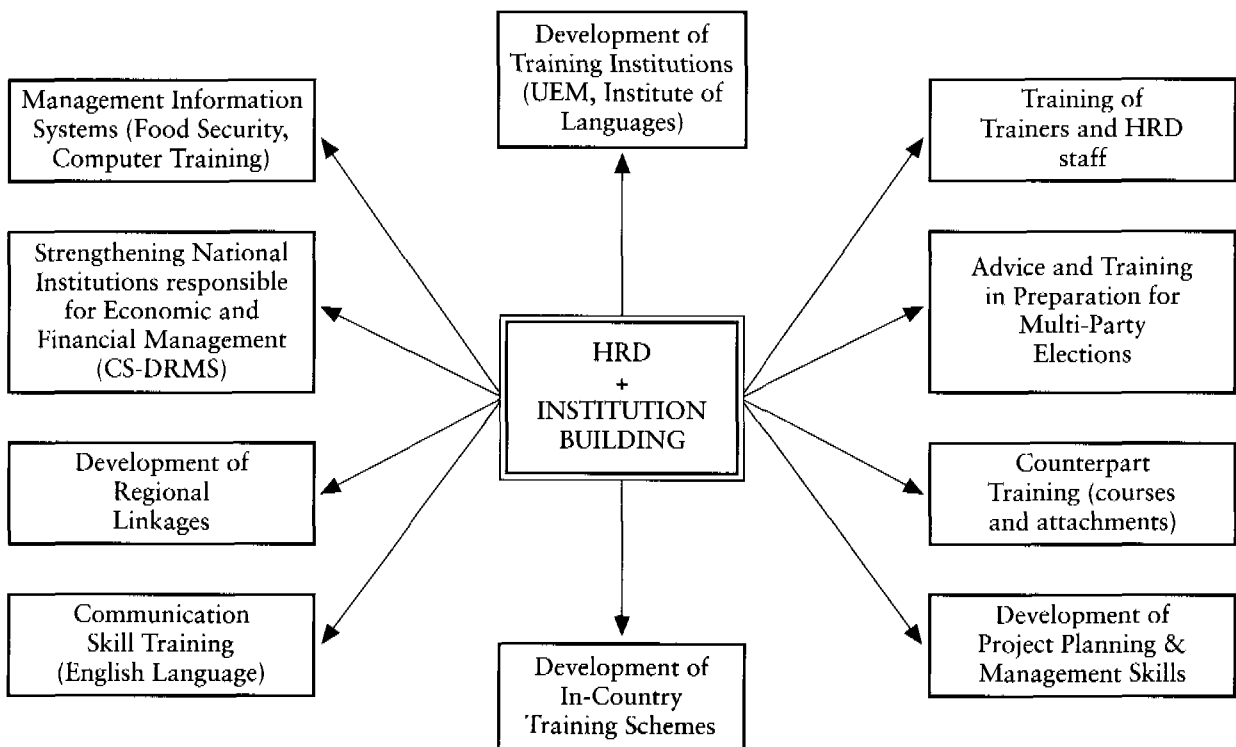 Development of
Training Institutions
(UEM, Institute of
Languages)
Management Information
Systems (Food Security,
Computer Training)
Training of
Trainers and HRD
staff
Strengthening National
Institutions responsible
for Economic and
Financial Management
(CS-DRMS)
Advice and Training
in Preparation for
Multi-Party
Elections
HRD
+
INSTITUTION
BUILDING
Development of
Regional
Linkages
Counterpart
Training (courses
and attachments)
Communication
Skill Training
(English Language)
Development of
In-Country
Training Schemes
Development of
Project Planning &
Management Skills